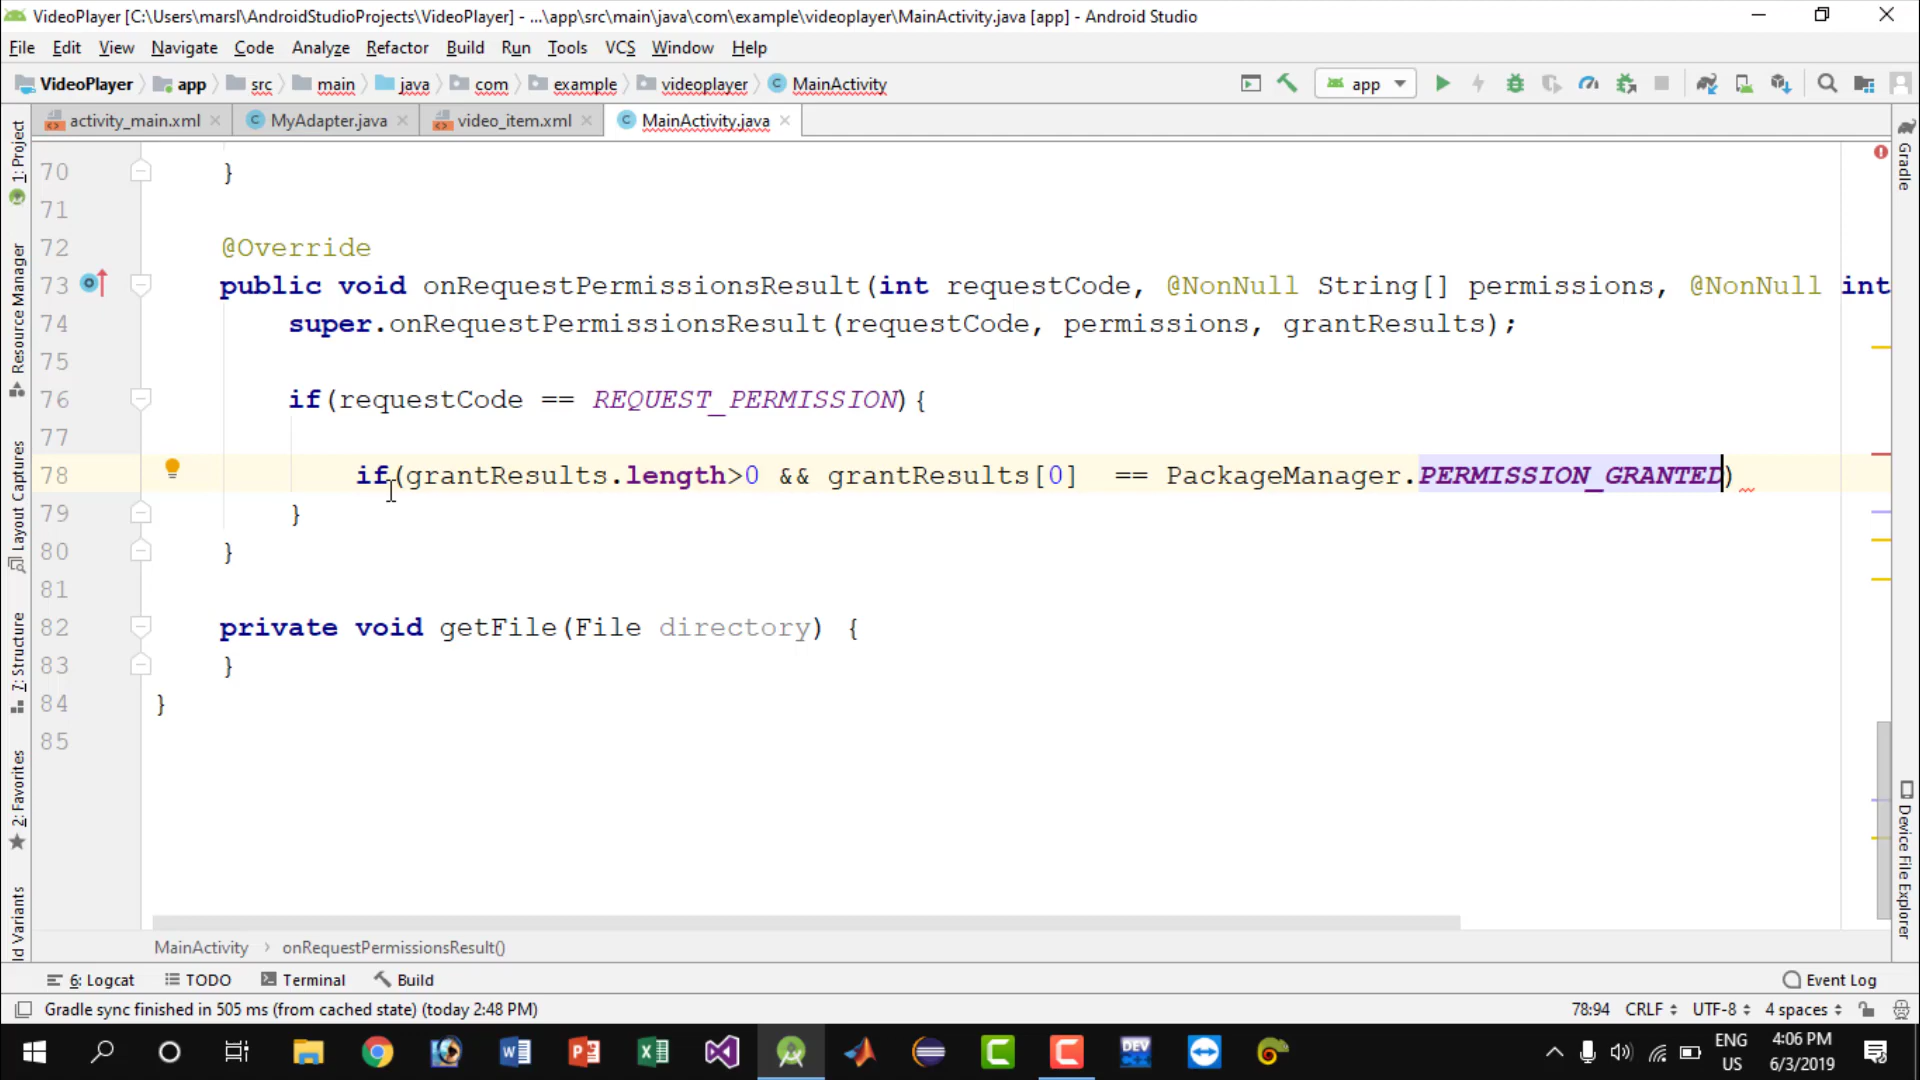 VideoPlayer [C:\Users\marsl\AndroidStudioProjects\VideoPlayer] - ...\app\src\main\java\com\example\videoplayer\MainActivity.java [app] - Android Studio
File Edit View Navigate Code Analyze Refactor Build Run Tools VCS Window Help
VideoPlayer app src main java com example videoplayer MainActivity app
activity_main.xml MyAdapter.java video_item.xml MainActivity.java
1: Project
Resource Manager
Layout Captures
7: Structure
2: Favorites
ld Variants
Gradle
Device File Explorer
70 }
71
72 @Override
73 public void onRequestPermissionsResult(int requestCode, @NonNull String[] permissions, @NonNull int
74 super.onRequestPermissionsResult(requestCode, permissions, grantResults);
75
76 if(requestCode == REQUEST_PERMISSION){
77
78 if(grantResults.length>0 && grantResults[0]  == PackageManager.PERMISSION_GRANTED)
79 }
80 }
81
82 private void getFile(File directory) {
83 }
84 }
85
MainActivity › onRequestPermissionsResult()
6: Logcat TODO Terminal Build Event Log
Gradle sync finished in 505 ms (from cached state) (today 2:48 PM) 78:94 CRLF UTF-8 4 spaces
ENG 4:06 PM
US 6/3/2019
DEV